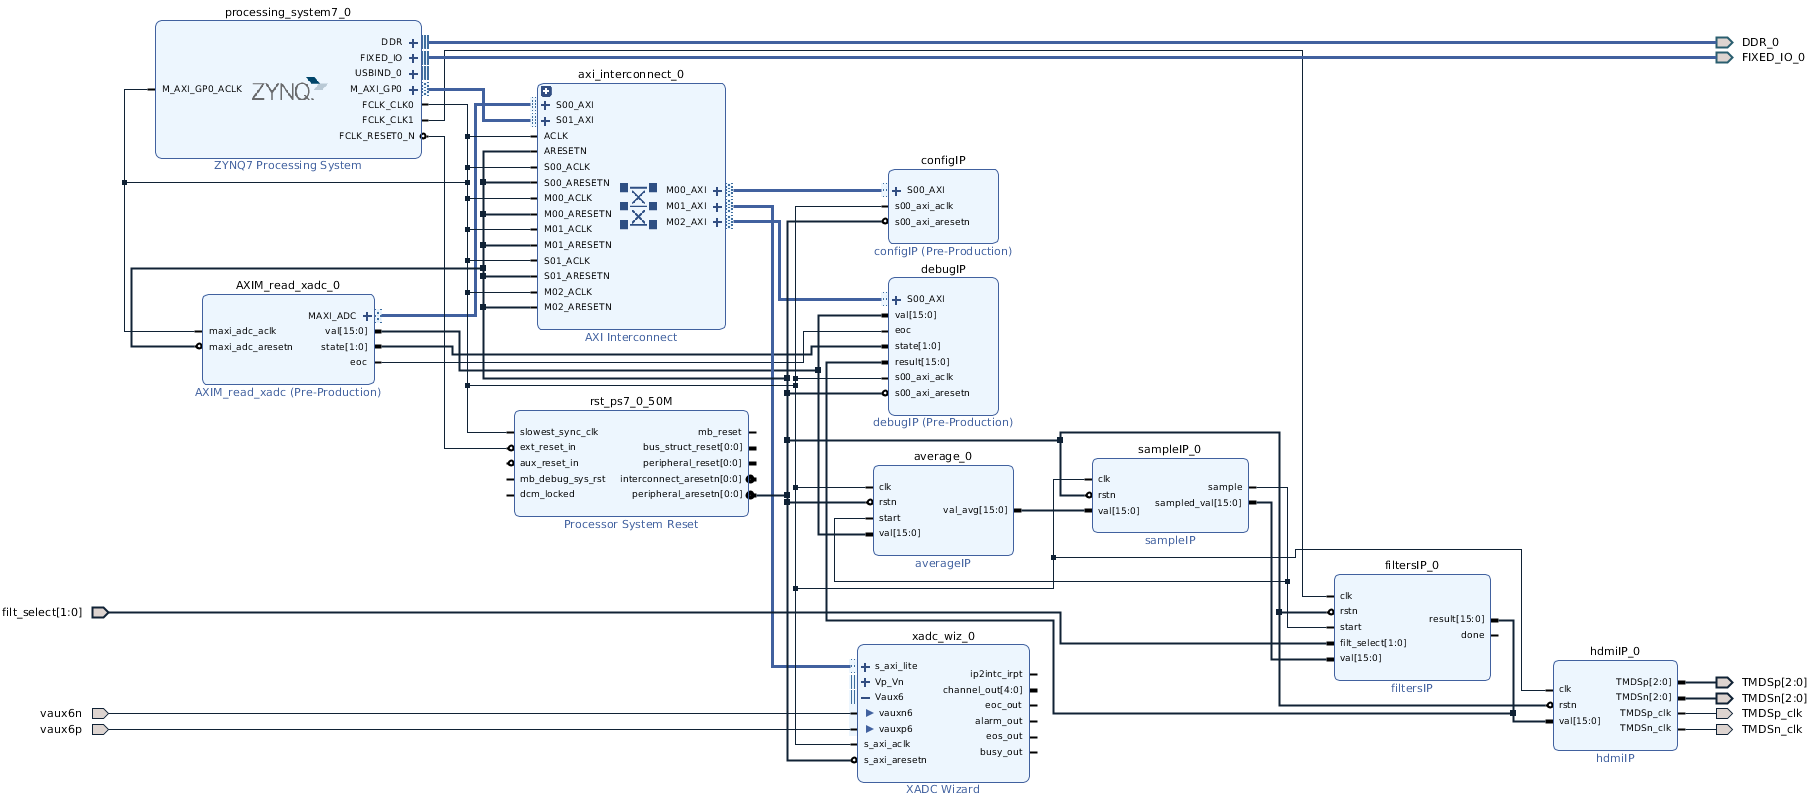 processing_system7_0
DDR
FIXED_IO
USBIND_0
M_AXI_GP0_ACLK
ZYNQ
M_AXI_GP0
FCLK_CLK0
FCLK_CLK1
FCLK_RESET0_N
ZYNQ7 Processing System
DDR_0
FIXED_IO_0
axi_interconnect_0
S00_AXI
S01_AXI
ACLK
ARESETN
S00_ACLK
S00_ARESETN
M00_ACLK
M00_ARESETN
M01_ACLK
M01_ARESETN
S01_ACLK
S01_ARESETN
M02_ACLK
M02_ARESETN
M00_AXI
M01_AXI
M02_AXI
AXI Interconnect
configIP
S00_AXI
s00_axi_aclk
s00_axi_aresetn
configIP (Pre-Production)
debugIP
S00_AXI
val[15:0]
eoc
state[1:0]
result[15:0]
s00_axi_aclk
s00_axi_aresetn
debugIP (Pre-Production)
AXIM_read_xadc_0
MAXI_ADC
maxi_adc_aclk
val[15:0]
maxi_adc_aresetn
state[1:0]
eoc
AXIM_read_xadc (Pre-Production)
rst_ps7_0_50M
slowest_sync_clk
ext_reset_in
aux_reset_in
mb_debug_sys_rst
dcm_locked
mb_reset
bus_struct_reset[0:0]
peripheral_reset[0:0]
interconnect_aresetn[0:0]
peripheral_aresetn[0:0]
Processor System Reset
average_0
clk
rstn
start
val[15:0]
val_avg[15:0]
averageIP
sampleIP_0
clk
rstn
val[15:0]
sample
sampled_val[15:0]
sampleIP
filtersIP_0
clk
rstn
start
filt_select[1:0]
val[15:0]
result[15:0]
done
filtersIP
filt_select[1:0]
vaux6n
vaux6p
xadc_wiz_0
s_axi_lite
Vp_Vn
Vaux6
vauxn6
vauxp6
s_axi_aclk
s_axi_aresetn
ip2intc_irpt
channel_out[4:0]
eoc_out
alarm_out
eos_out
busy_out
XADC Wizard
hdmiIP_0
clk
rstn
val[15:0]
TMDSp[2:0]
TMDSn[2:0]
TMDSp_clk
TMDSn_clk
hdmiIP
TMDSp[2:0]
TMDSn[2:0]
TMDSp_clk
TMDSn_clk